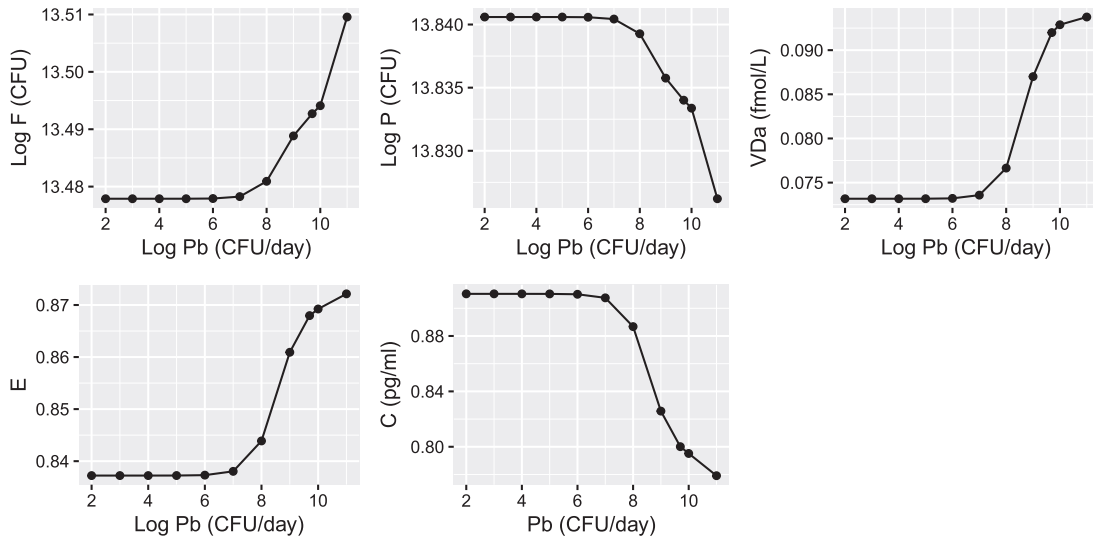 Log F (CFU)
13.51
13.50
13.49
13.48
2 4 6 8 10
Log Pb (CFU/day)
Log P (CFU)
13.840
13.835
13.830
2 4 6 8 10
Log Pb (CFU/day)
VDa (fmol/L)
0.090
0.085
0.080
0.075
2 4 6 8 10
Log Pb (CFU/day)
E
0.87
0.86
0.85
0.84
2 4 6 8 10
Log Pb (CFU/day)
C (pg/ml)
0.88
0.84
0.80
2 4 6 8 10
Pb (CFU/day)